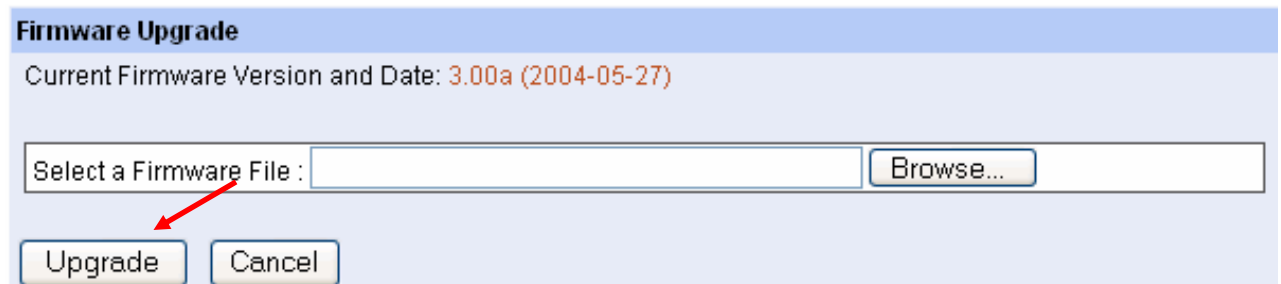 Firmware Upgrade
Current Firmware Version and Date: 3.00a (2004-05-27)
Select a Firmware File : Browse...
Upgrade Cancel